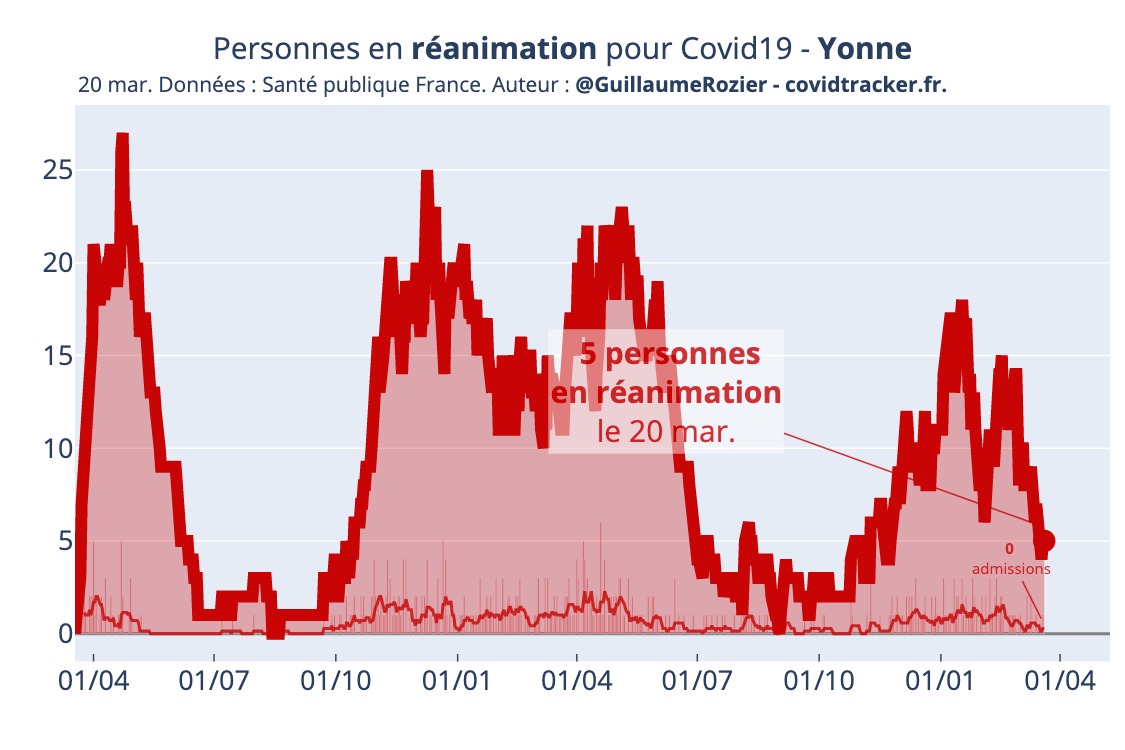 Personnes en réanimation pour Covid19 - Yonne
20 mar. Données : Santé publique France. Auteur : @GuillaumeRozier - covidtracker.fr.
25
20
15
10
5
0
5 personnes
en réanimation
le 20 mar.
0
admissions
01/04
01/07
01/10
01/01
01/04
01/07
01/10
01/01
01/04